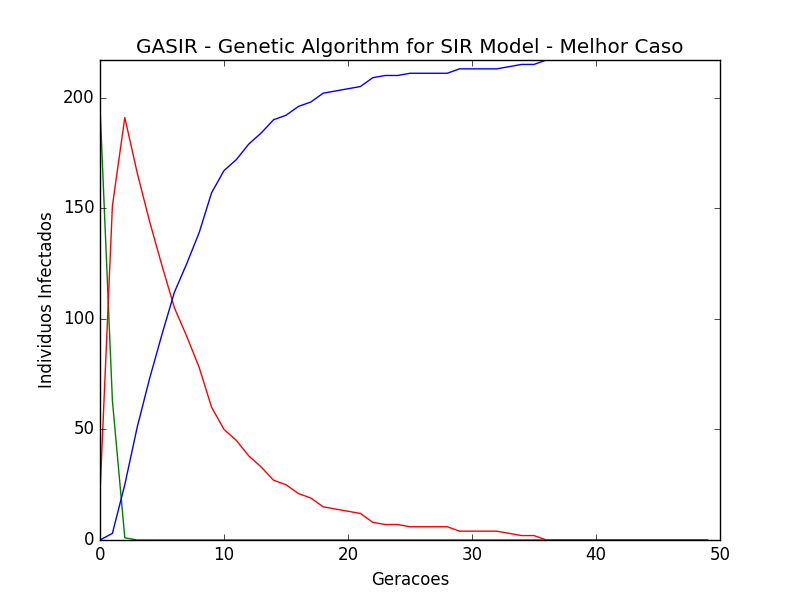 GASIR - Genetic Algorithm for SIR Model - Melhor Caso
Individuos Infectados
200
150
100
50
0
0 10 20 30 40 50
Geracoes